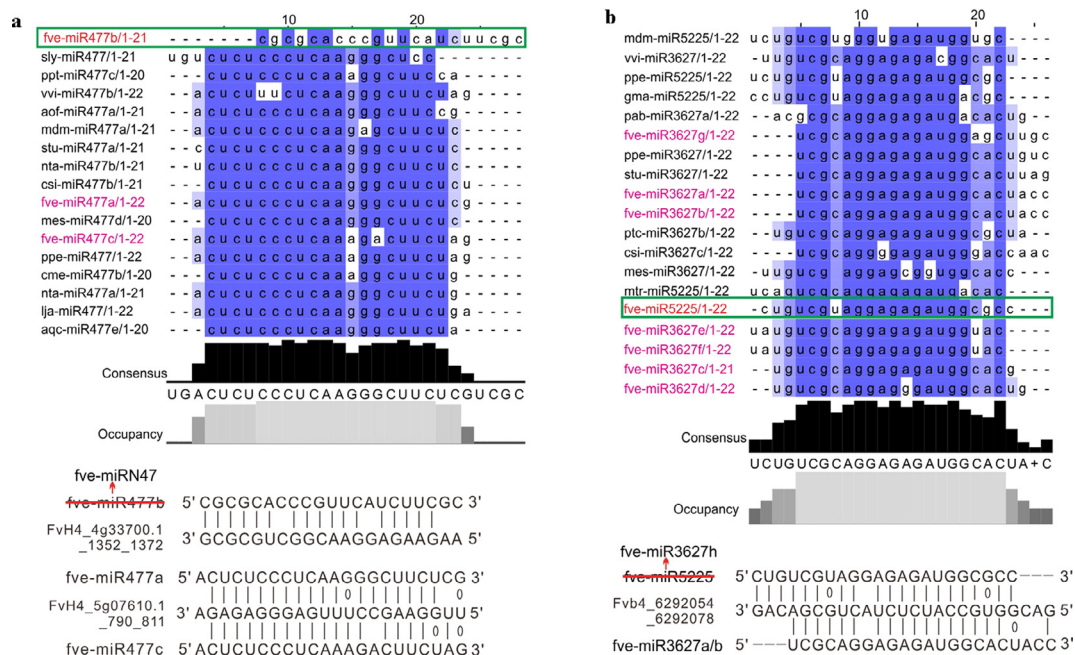 a
10 20
fve-miR477b/1-21 - - - - - - - c g c g c a c c c g u u c a u c u u c g c
sly-miR477/1-21 u g u c u c u c c c u c a a g g g c u c c - - - - - - -
ppt-miR477c/1-20 - - - c u c u c c c u c a a a g g c u u c c a - - - - -
vvi-miR477b/1-22 - - a c u c u u u c u c a a g g g c u u c u a g - - - -
aof-miR477a/1-21 - - a c u c u c c c u c a a g g g c u u c c g - - - - -
mdm-miR477a/1-21 - - a c u c u c c c u c a a g a g c u u c u c - - - - -
stu-miR477a/1-21 - - c c u c u c c c u c a a g g g c u u c u c - - - - -
nta-miR477b/1-21 - - u c u c u c c c u c a a g g g c u u c u c - - - - -
csi-miR477b/1-21 - - - c u c u c c c u c a a g g g c u u c u c u - - - -
fve-miR477a/1-22 - - a c u c u c c c u c a a g g g c u u c u c g - - - -
mes-miR477d/1-20 - - - c u c u c c c u c a a g g g c u u c u c - - - - -
fve-miR477c/1-22 - - a c u c u c c c u c a a a g a c u u c u a g - - - -
ppe-miR477/1-22 - - a c u c u c c c u c a a g g g c u u c u a g - - - -
cme-miR477b/1-20 - - - c u c u c c c u c a a g g g c u u c u g - - - - -
nta-miR477a/1-21 - - a c u c u c c c u c a a g g g c u u c u g - - - - -
lja-miR477/1-22 - - a c u c u c c c u c a a g g g c u u c u a g - - - -
aqc-miR477e/1-20 - - - c u c u c c c u c a a g g g c u u c u a - - - - -
Consensus
UGACUCUCCCUCAAGGGCUUCUCGUCGC
Occupancy
fve-miRN47
fve-miR477b 5' CGCGCACCCGUUCAUCUUCGC 3'
FvH4_4g33700.1
_1352_1372
3' GCGCGUCGGCAAGGAGAAGAA 5'
fve-miR477a 5' ACUCUCCCUCAAGGGCUUCUCG 3'
FvH4_5g07610.1
_790_811
3' AGAGAGGGAGUUUCCGAAGGUU 5'
fve-miR477c 5' ACUCUCCCUCAAAGACUUCUAG 3'
b
10 20
mdm-miR5225/1-22 u c u g u c g u g g g u g a g a u g g u g c - - -
vvi-miR3627/1-22 - u u g u c g c a g g a g a g a c g g c a c u - -
ppe-miR5225/1-22 u c u g u c g u a g g a g a g a u g g c g c - - -
gma-miR5225/1-22 c c u g u c g u a g g a g a g a u g a c g c - - -
pab-miR3627a/1-22 - - a c g c g c a g g a g a g a u g a c a c u g - -
fve-miR3627g/1-22 - - - - u c g c a g g a g a g a u g g a g c u u g c
ppe-miR3627/1-22 - - - - u c g c a g g a g a g a u g g c a c u g u c
stu-miR3627/1-22 - - - - u c g c a g g a g a g a u g g c a c u u a g
fve-miR3627a/1-22 - - - - u c g c a g g a g a g a u g g c a c u a c c
fve-miR3627b/1-22 - - - - u c g c a g g a g a g a u g g c a c u a c c
ptc-miR3627b/1-22 - - u g u c g c a g g a g a g a u g g c g c u a - -
csi-miR3627c/1-22 - - - - u c g c a g g g g a g a u g g g a c c a a c
mes-miR3627/1-22 - u u g u c g c a g g a g c g g u g g c a c c - -
mtr-miR5225/1-22 u c a g u c g c a g g a g a g a u g a c a c - - -
fve-miR5225/1-22 - c u g u c g u a g g a g a g a u g g c g c c - - -
fve-miR3627e/1-22 u a u g u c g c a g g a g a g a u g g u a c - - -
fve-miR3627f/1-22 u a u g u c g c a g g a g a g a u g g u a c - - -
fve-miR3627c/1-21 - - u g u c g c a g g a g a g a u g g c a c u - - -
fve-miR3627d/1-22 - - u g u c g c a g g a g g g a u g g c a c u g - -
Consensus
UCUGUCGCAGGAGAGAUGGCACUA+C
Occupancy
fve-miR3627h
fve-miR5225 5' CUGUCGUAGGAGAGAUGGCGCC--- 3'
Fvb4_6292054
_6292078
3' GACAGCGUCAUCUCUACCGUGGCAG 5'
fve-miR3627a/b 5' ---UCGCAGGAGAGAUGGCACUACC 3'